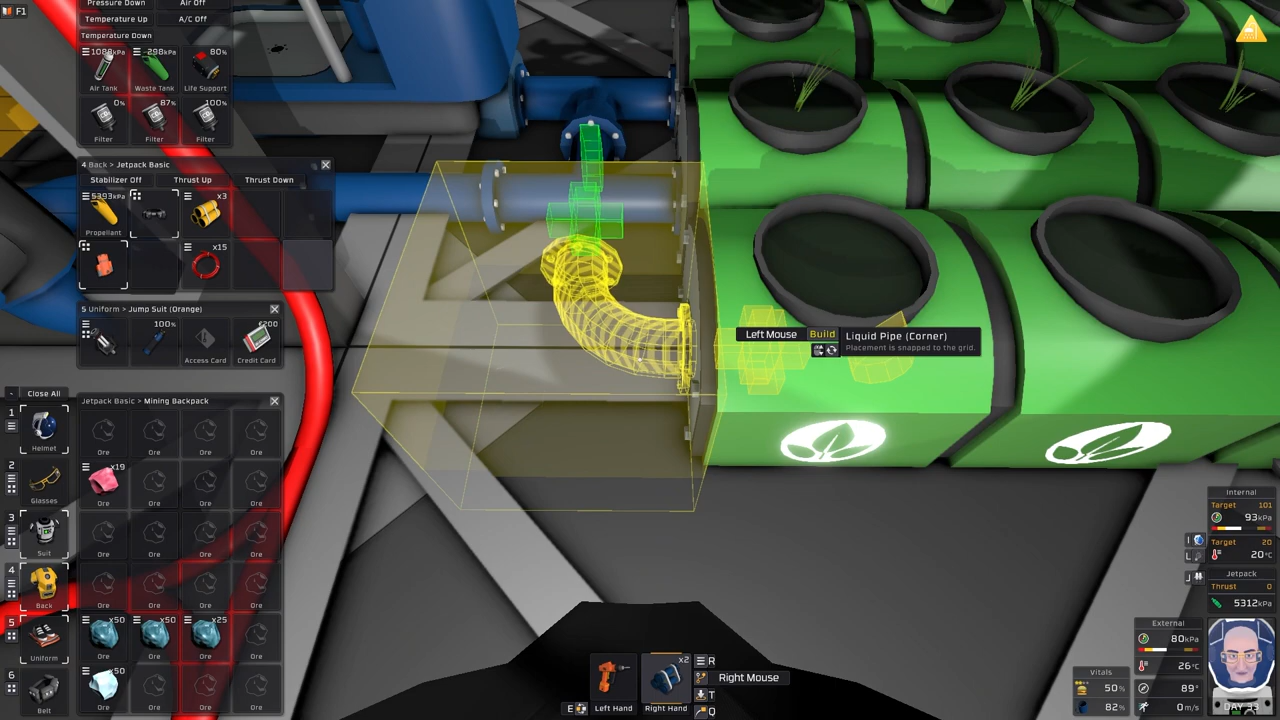 F1
Pressure Down Air Off
Temperature Up A/C Off
Temperature Down
1088kPa 298kPa 80%
Air Tank Waste Tank Life Support
0% 87% 100%
Filter Filter Filter
4 Back > Jetpack Basic
Stabilizer Off Thrust Up Thrust Down
5393kPa x3
Propellant
x15
5 Uniform > Jump Suit (Orange)
100% €200
Access Card Credit Card
Close All
Jetpack Basic > Mining Backpack
1 Helmet
2 Glasses
3 Suit
4 Back
5 Uniform
6 Belt
Ore Ore Ore Ore
x19
Ore Ore Ore
Ore Ore Ore Ore
Ore Ore Ore Ore
x50 x50 x25
Ore Ore Ore Ore
x50
Ore Ore Ore Ore
Left Mouse Build Liquid Pipe (Corner)
Placement is snapped to the grid.
x2
R
Right Mouse
T
E Left Hand Right Hand Q
Internal
Target 101
93kPa
Target 20
20°C
I
L
J
Jetpack
Thrust 0
5312kPa
External
80kPa
26°C
89°
0m/s
Vitals
50%
82%
DAY 33